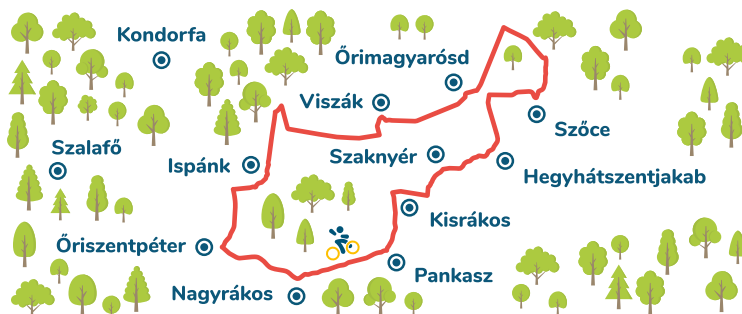 Kondorfa
Őrimagyarósd
Viszák
Szőce
Szalafő
Ispánk
Szaknyér
Hegyhátszentjakab
Kisrákos
Őriszentpéter
Pankasz
Nagyrákos